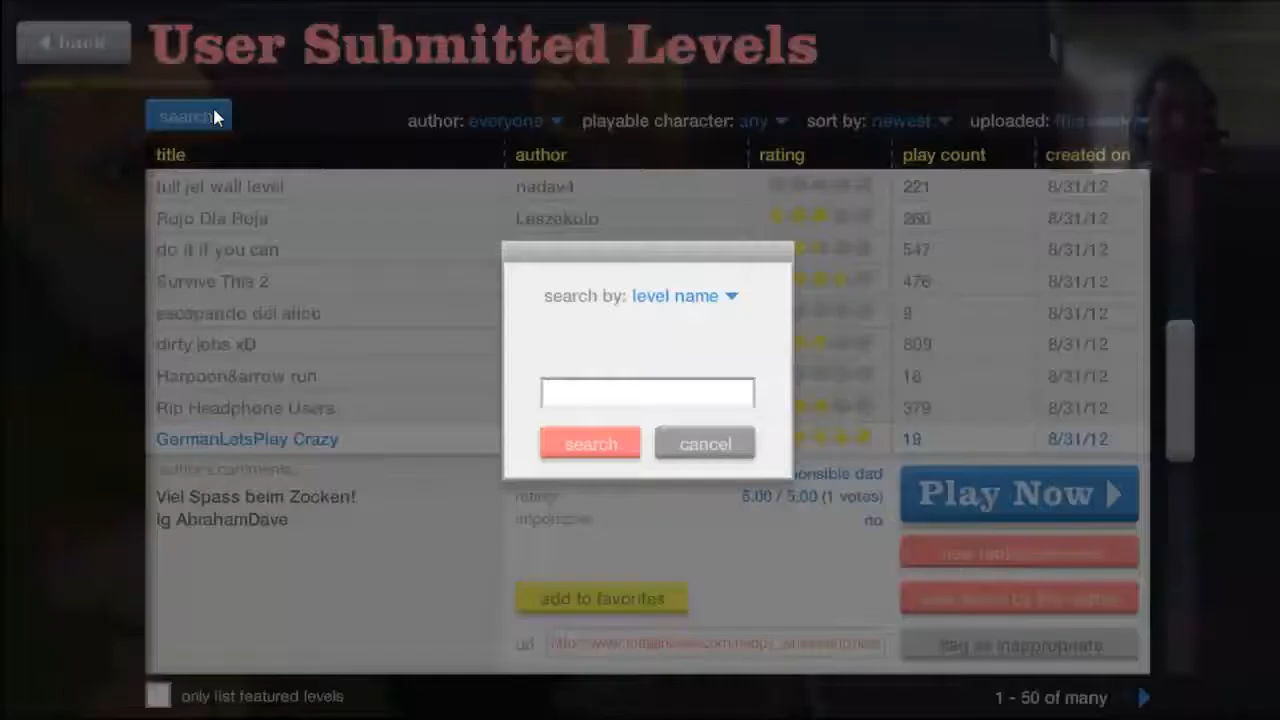 back
User Submitted Levels
search
author: everyone playable character: any sort by: newest uploaded: this week
title author rating play count created on
full jet wall level nadav4 221 8/31/12
Rojo Dia Roja Leszekolo 260 8/31/12
do it if you can 547 8/31/12
Survive This 2 476 8/31/12
9 8/31/12
dirty jobs xD 809 8/31/12
Harpoon&arrow run 16 8/31/12
Rip Headphone Users 379 8/31/12
GermanLetsPlay Crazy 19 8/31/12
search by: level name
search cancel
author's comments:
Viel Spass beim Zocken!
lg AbrahamDave
onsible dad
rating: 5.00 / 5.00 (1 votes)
importable: no
Play Now
add to favorites
url
flag as inappropriate
only list featured levels
1 - 50 of many